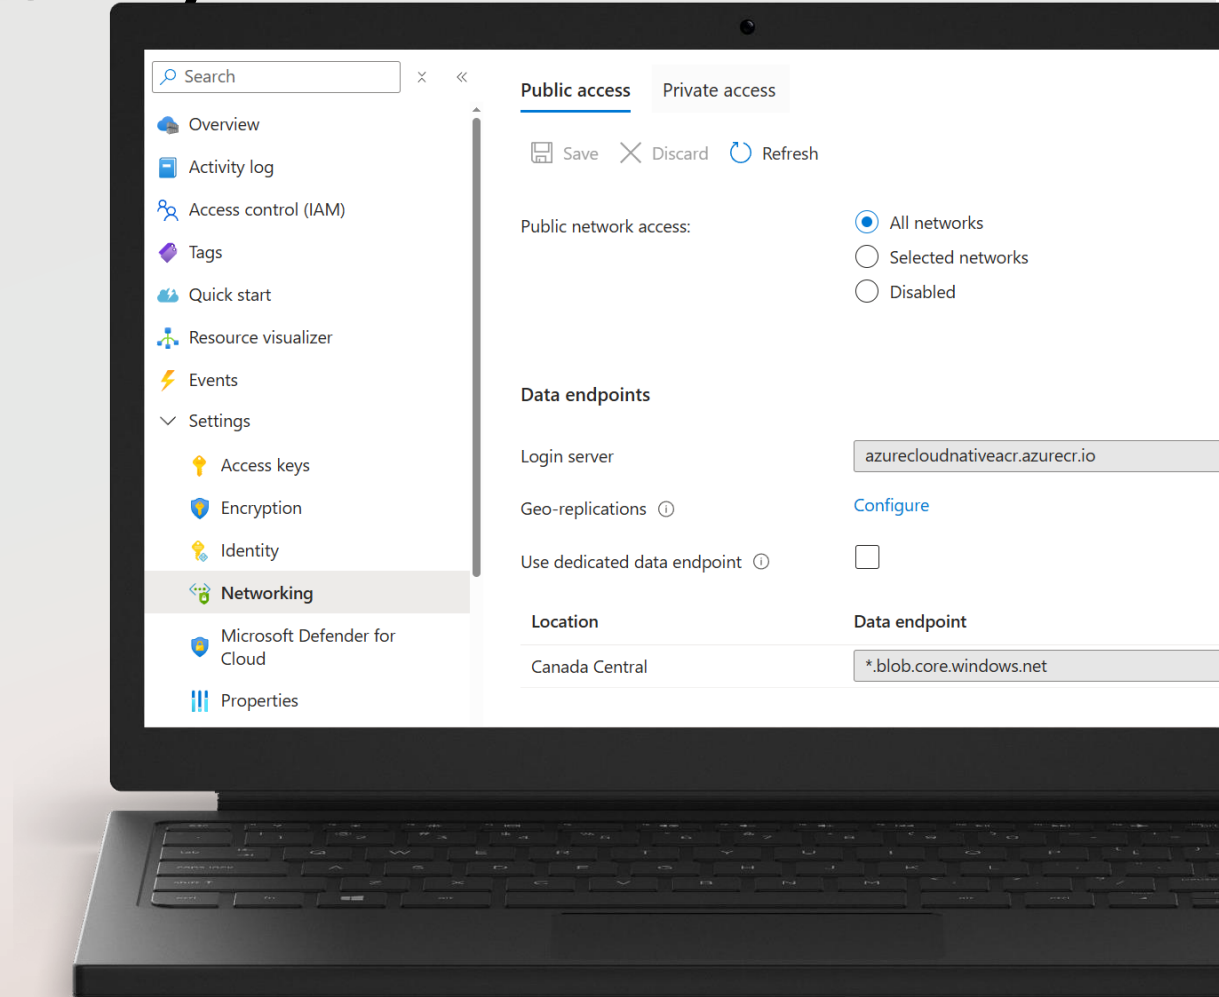 Search
Overview
Activity log
Access control (IAM)
Tags
Quick start
Resource visualizer
Events
Settings
Access keys
Encryption
Identity
Networking
Microsoft Defender for
Cloud
Properties
Public access
Private access
Save
Discard
Refresh
Public network access:
All networks
Selected networks
Disabled
Data endpoints
Login server
azurecloudnativeacr.azurecr.io
Geo-replications
Configure
Use dedicated data endpoint
Location
Data endpoint
Canada Central
*.blob.core.windows.net